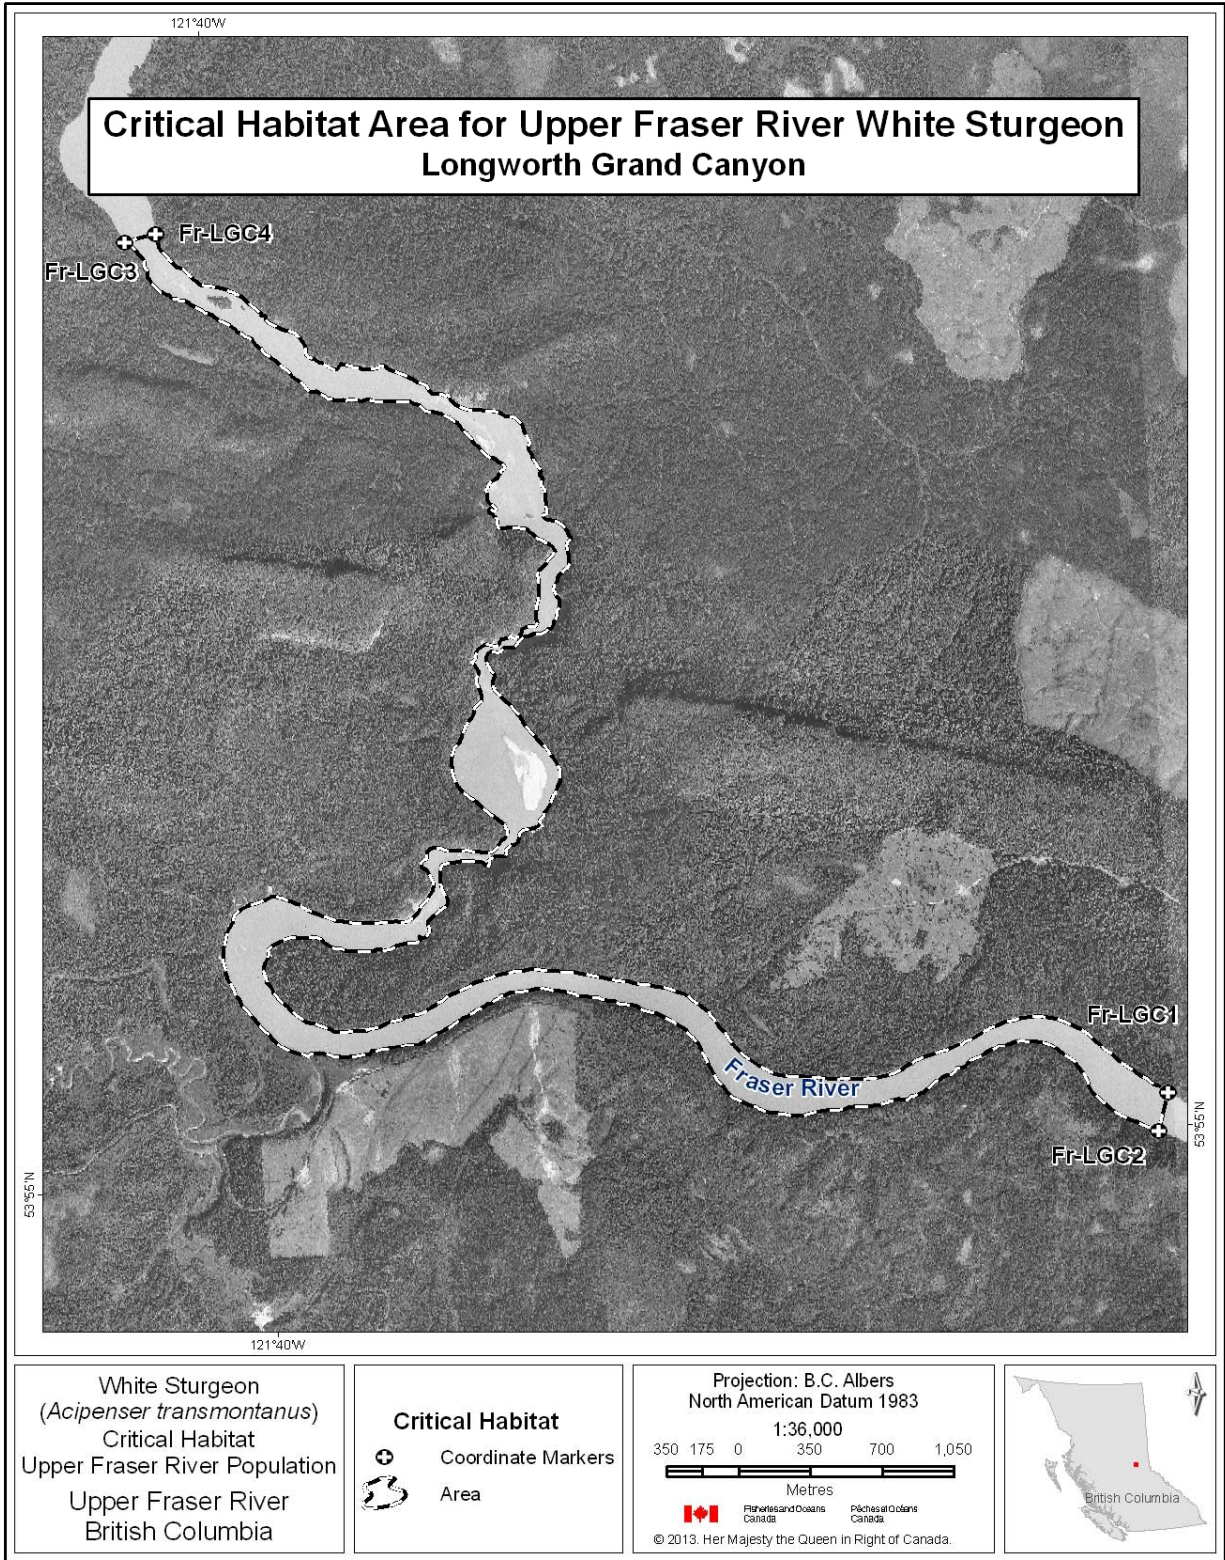 121°40'W
Critical Habitat Area for Upper Fraser River White Sturgeon
Longworth Grand Canyon
Fr-LGC4
Fr-LGC3
Fr-LGC1
Fraser River
53°55'N
Fr-LGC2
53°55'N
121°40'W
White Sturgeon
(Acipenser transmontanus)
Critical Habitat
Upper Fraser River Population
Upper Fraser River
British Columbia
Critical Habitat
Coordinate Markers
Area
Projection: B.C. Albers
North American Datum 1983
1:36,000
350 175 0 350 700 1,050
Metres
Fisheries and Oceans Canada
Pêches et Océans Canada
© 2013. Her Majesty the Queen in Right of Canada.
British Columbia